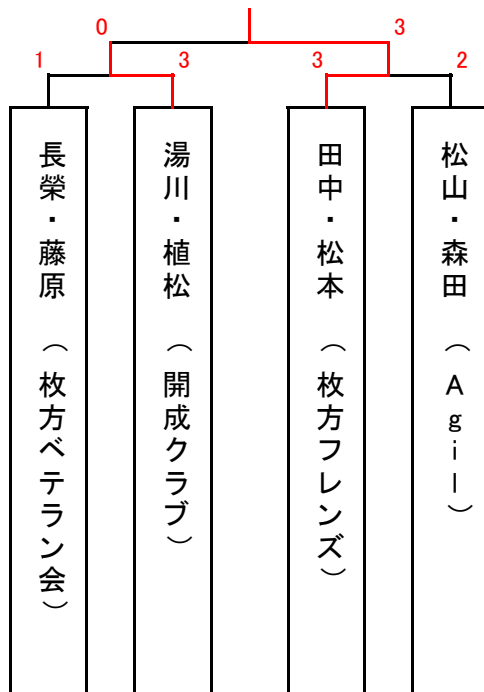 0
3
1
3
3
2
長榮・藤原 （枚方ベテラン会）
湯川・植松 （開成クラブ）
田中・松本 （枚方フレンズ）
松山・森田 （Agil）